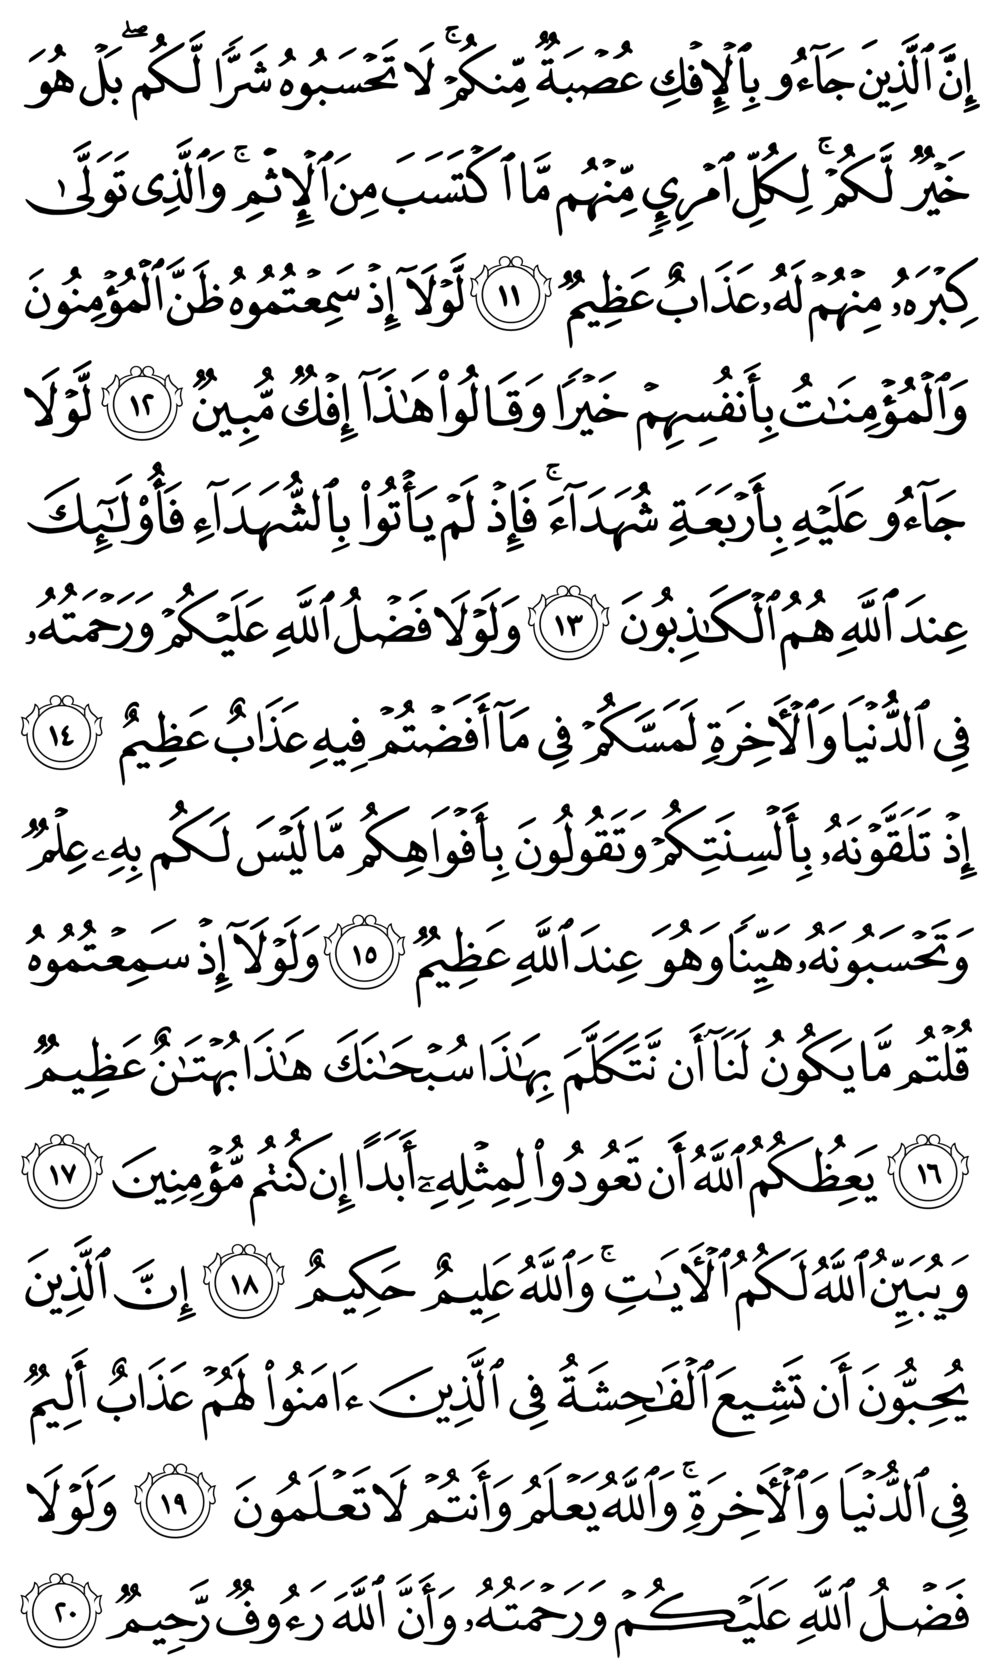 إِنَّ ٱلَّذِينَ جَآءُو بِٱلْإِفْكِ عُصْبَةٌ مِّنكُمْ ۚ لَا تَحْسَبُوهُ شَرًّا لَّكُم ۖ بَلْ هُوَ
خَيْرٌ لَّكُمْ ۚ لِكُلِّ ٱمْرِئٍ مِّنْهُم مَّا ٱكْتَسَبَ مِنَ ٱلْإِثْمِ ۚ وَٱلَّذِى تَوَلَّىٰ
كِبْرَهُۥ مِنْهُمْ لَهُۥ عَذَابٌ عَظِيمٌ ١١ لَّوْلَآ إِذْ سَمِعْتُمُوهُ ظَنَّ ٱلْمُؤْمِنُونَ
وَٱلْمُؤْمِنَٰتُ بِأَنفُسِهِمْ خَيْرًا وَقَالُوا۟ هَٰذَآ إِفْكٌ مُّبِينٌ ١٢ لَّوْلَا
جَآءُو عَلَيْهِ بِأَرْبَعَةِ شُهَدَآءَ ۚ فَإِذْ لَمْ يَأْتُوا۟ بِٱلشُّهَدَآءِ فَأُو۟لَٰٓئِكَ
عِندَ ٱللَّهِ هُمُ ٱلْكَٰذِبُونَ ١٣ وَلَوْلَا فَضْلُ ٱللَّهِ عَلَيْكُمْ وَرَحْمَتُهُۥ
فِى ٱلدُّنْيَا وَٱلْءَاخِرَةِ لَمَسَّكُمْ فِى مَآ أَفَضْتُمْ فِيهِ عَذَابٌ عَظِيمٌ ١٤
إِذْ تَلَقَّوْنَهُۥ بِأَلْسِنَتِكُمْ وَتَقُولُونَ بِأَفْوَاهِكُم مَّا لَيْسَ لَكُم بِهِۦ عِلْمٌ
وَتَحْسَبُونَهُۥ هَيِّنًا وَهُوَ عِندَ ٱللَّهِ عَظِيمٌ ١٥ وَلَوْلَآ إِذْ سَمِعْتُمُوهُ
قُلْتُم مَّا يَكُونُ لَنَآ أَن نَّتَكَلَّمَ بِهَٰذَا سُبْحَٰنَكَ هَٰذَا بُهْتَٰنٌ عَظِيمٌ
١٦ يَعِظُكُمُ ٱللَّهُ أَن تَعُودُوا۟ لِمِثْلِهِۦٓ أَبَدًا إِن كُنتُم مُّؤْمِنِينَ ١٧
وَيُبَيِّنُ ٱللَّهُ لَكُمُ ٱلْءَايَٰتِ ۚ وَٱللَّهُ عَلِيمٌ حَكِيمٌ ١٨ إِنَّ ٱلَّذِينَ
يُحِبُّونَ أَن تَشِيعَ ٱلْفَٰحِشَةُ فِى ٱلَّذِينَ ءَامَنُوا۟ لَهُمْ عَذَابٌ أَلِيمٌ
فِى ٱلدُّنْيَا وَٱلْءَاخِرَةِ ۚ وَٱللَّهُ يَعْلَمُ وَأَنتُمْ لَا تَعْلَمُونَ ١٩ وَلَوْلَا
فَضْلُ ٱللَّهِ عَلَيْكُمْ وَرَحْمَتُهُۥ وَأَنَّ ٱللَّهَ رَءُوفٌ رَّحِيمٌ ٢٠